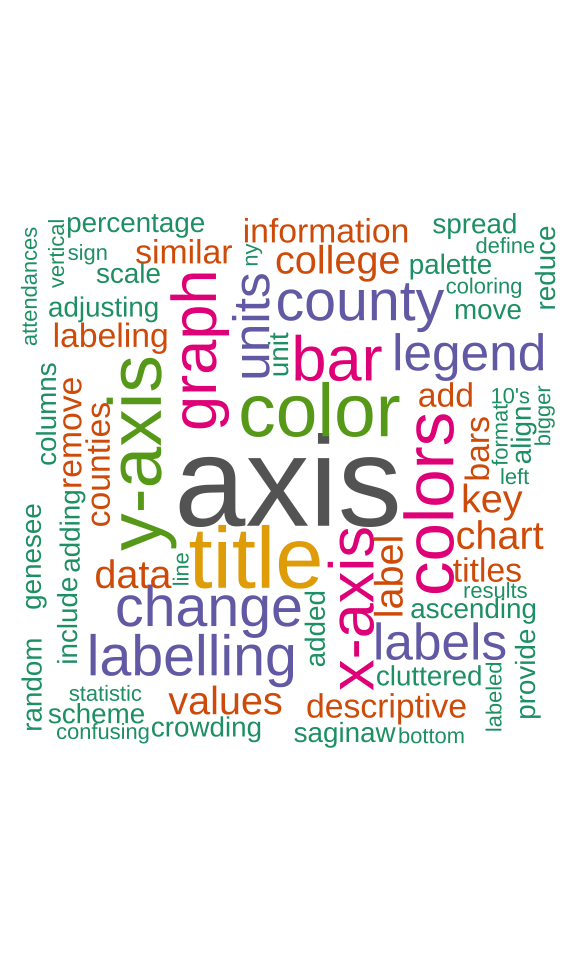 percentage
information
spread
vertical
sign
attendances
similar
ny
college
define
palette
reduce
scale
coloring
adjusting
graph
units
county
move
labeling
unit
bar
legend
columns
remove
y-axis
color
add
10's
bigger
counties
colors
bars
format
align
axis
left
key
genesee
adding
title
chart
data
line
x-axis
label
titles
results
include
change
added
ascending
random
labelling
labels
provide
cluttered
labeled
statistic
values
descriptive
scheme
confusing
crowding
saginaw
bottom